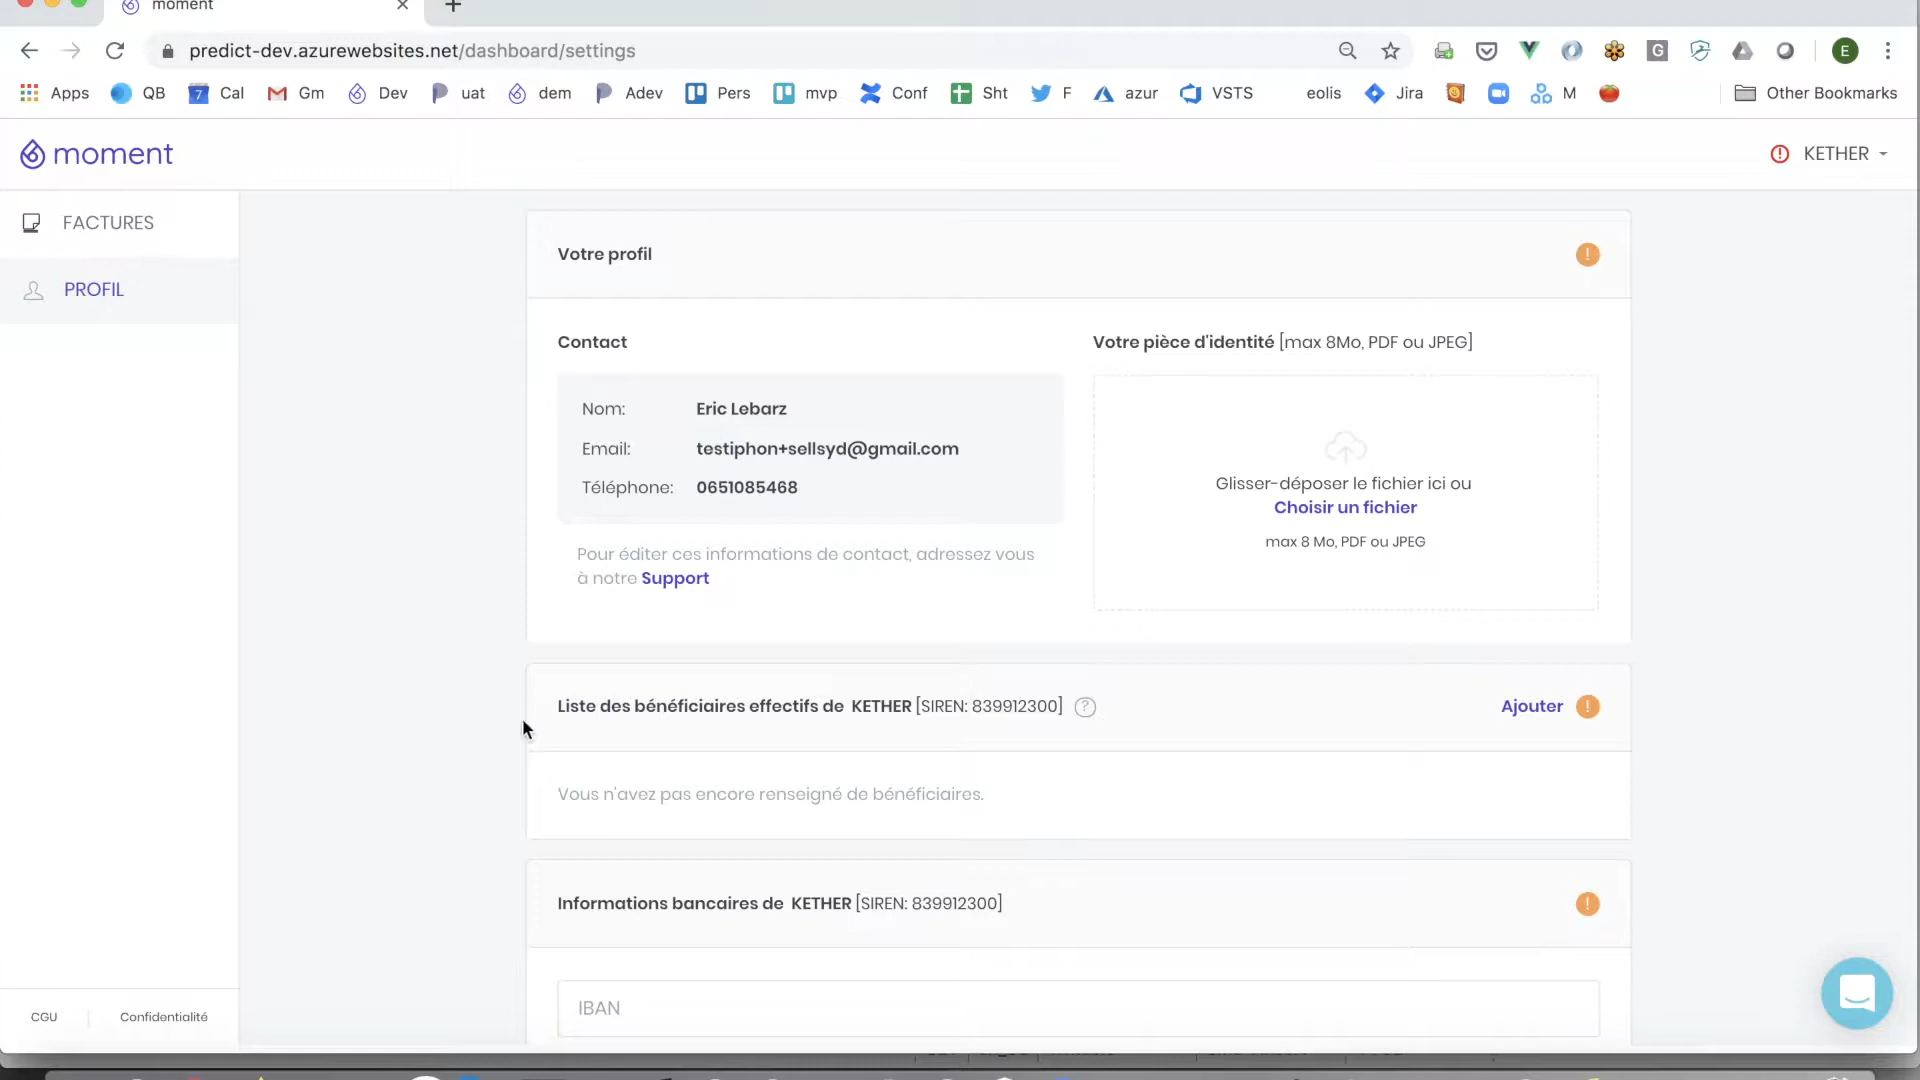 moment
predict-dev.azurewebsites.net/dashboard/settings
Apps QB 7 Cal Gm Dev uat dem Adev Pers mvp Conf Sht F azur VSTS eolis Jira M Other Bookmarks
G
E
moment
KETHER
FACTURES
PROFIL
Votre profil
!
Contact
Votre pièce d'identité [max 8Mo, PDF ou JPEG]
Nom: Eric Lebarz
Email: testiphon+sellsyd@gmail.com
Téléphone: 0651085468
Pour éditer ces informations de contact, adressez vous
à notre Support
Glisser-déposer le fichier ici ou
Choisir un fichier
max 8 Mo, PDF ou JPEG
Liste des bénéficiaires effectifs de KETHER [SIREN: 839912300] ?
Ajouter !
Vous n'avez pas encore renseigné de bénéficiaires.
Informations bancaires de KETHER [SIREN: 839912300]
!
IBAN
CGU Confidentialité